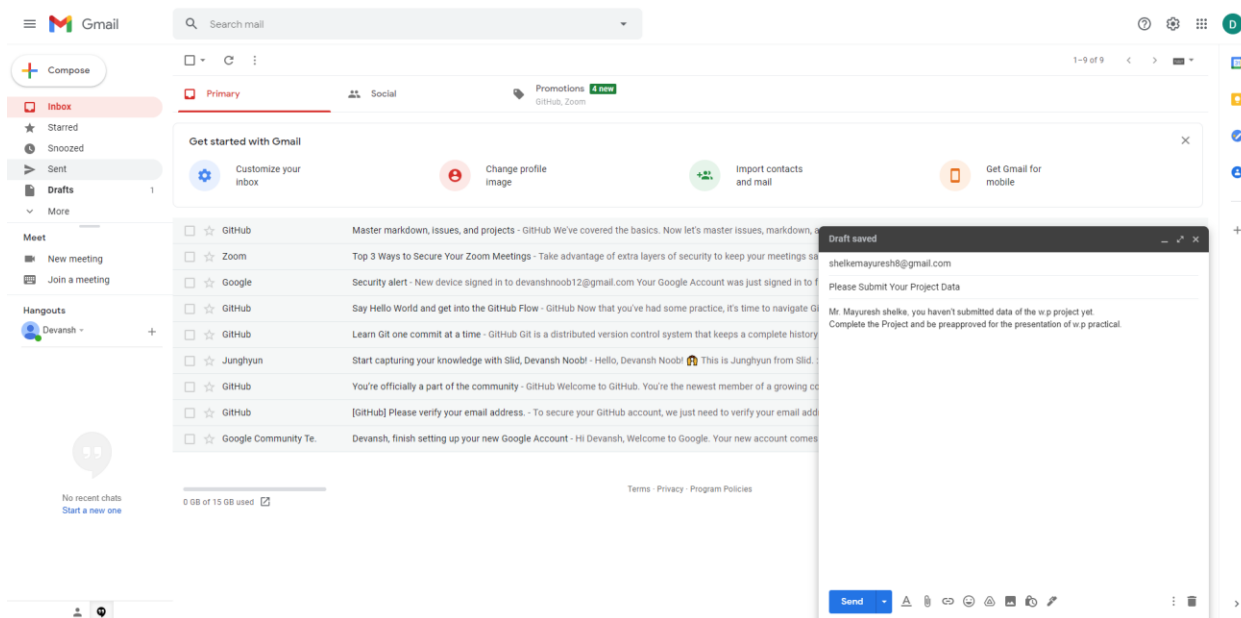 Gmail
Search mail
D
Compose
1–9 of 9
Inbox
Starred
Snoozed
Sent
Drafts 1
More
Meet
New meeting
Join a meeting
Hangouts
Devansh
No recent chats
Start a new one
Primary
Social
Promotions 4 new
GitHub, Zoom
Get started with Gmail
Customize your
inbox
Change profile
image
Import contacts
and mail
Get Gmail for
mobile
GitHub Master markdown, issues, and projects - GitHub We've covered the basics. Now let's master issues, markdown,
Zoom Top 3 Ways to Secure Your Zoom Meetings - Take advantage of extra layers of security to keep your meetings
Google Security alert - New device signed in to devanshnoob12@gmail.com Your Google Account was just signed in to
GitHub Say Hello World and get into the GitHub Flow - GitHub Now that you've had some practice, it's time to navigate
GitHub Learn Git one commit at a time - GitHub Git is a distributed version control system that keeps a complete history
Junghyun Start capturing your knowledge with Slid, Devansh Noob! - Hello, Devansh Noob! 🙌 This is Junghyun from Slid.
GitHub You're officially a part of the community - GitHub Welcome to GitHub. You're the newest member of a growing
GitHub [GitHub] Please verify your email address. - To secure your GitHub account, we just need to verify your email
Google Community Te. Devansh, finish setting up your new Google Account - Hi Devansh, Welcome to Google. Your new account comes
0 GB of 15 GB used
Terms · Privacy · Program Policies
Draft saved
shelkemayuresh8@gmail.com
Please Submit Your Project Data
Mr. Mayuresh shelke, you haven't submitted data of the w.p project yet.
Complete the Project and be preapproved for the presentation of w.p practical.
Send